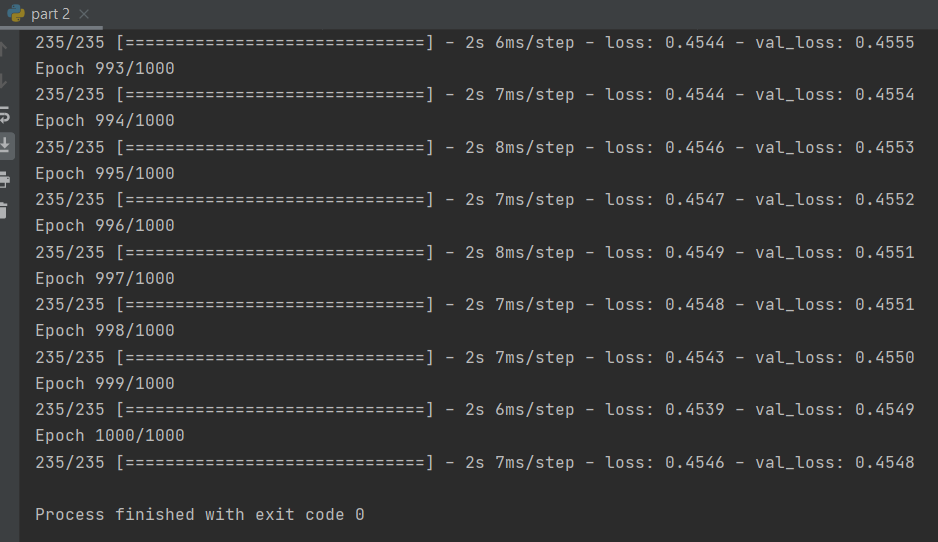 part 2
235/235 [==============================] - 2s 6ms/step - loss: 0.4544 - val_loss: 0.4555
Epoch 993/1000
235/235 [==============================] - 2s 7ms/step - loss: 0.4544 - val_loss: 0.4554
Epoch 994/1000
235/235 [==============================] - 2s 8ms/step - loss: 0.4546 - val_loss: 0.4553
Epoch 995/1000
235/235 [==============================] - 2s 7ms/step - loss: 0.4547 - val_loss: 0.4552
Epoch 996/1000
235/235 [==============================] - 2s 8ms/step - loss: 0.4549 - val_loss: 0.4551
Epoch 997/1000
235/235 [==============================] - 2s 7ms/step - loss: 0.4548 - val_loss: 0.4551
Epoch 998/1000
235/235 [==============================] - 2s 7ms/step - loss: 0.4543 - val_loss: 0.4550
Epoch 999/1000
235/235 [==============================] - 2s 6ms/step - loss: 0.4539 - val_loss: 0.4549
Epoch 1000/1000
235/235 [==============================] - 2s 7ms/step - loss: 0.4546 - val_loss: 0.4548
Process finished with exit code 0